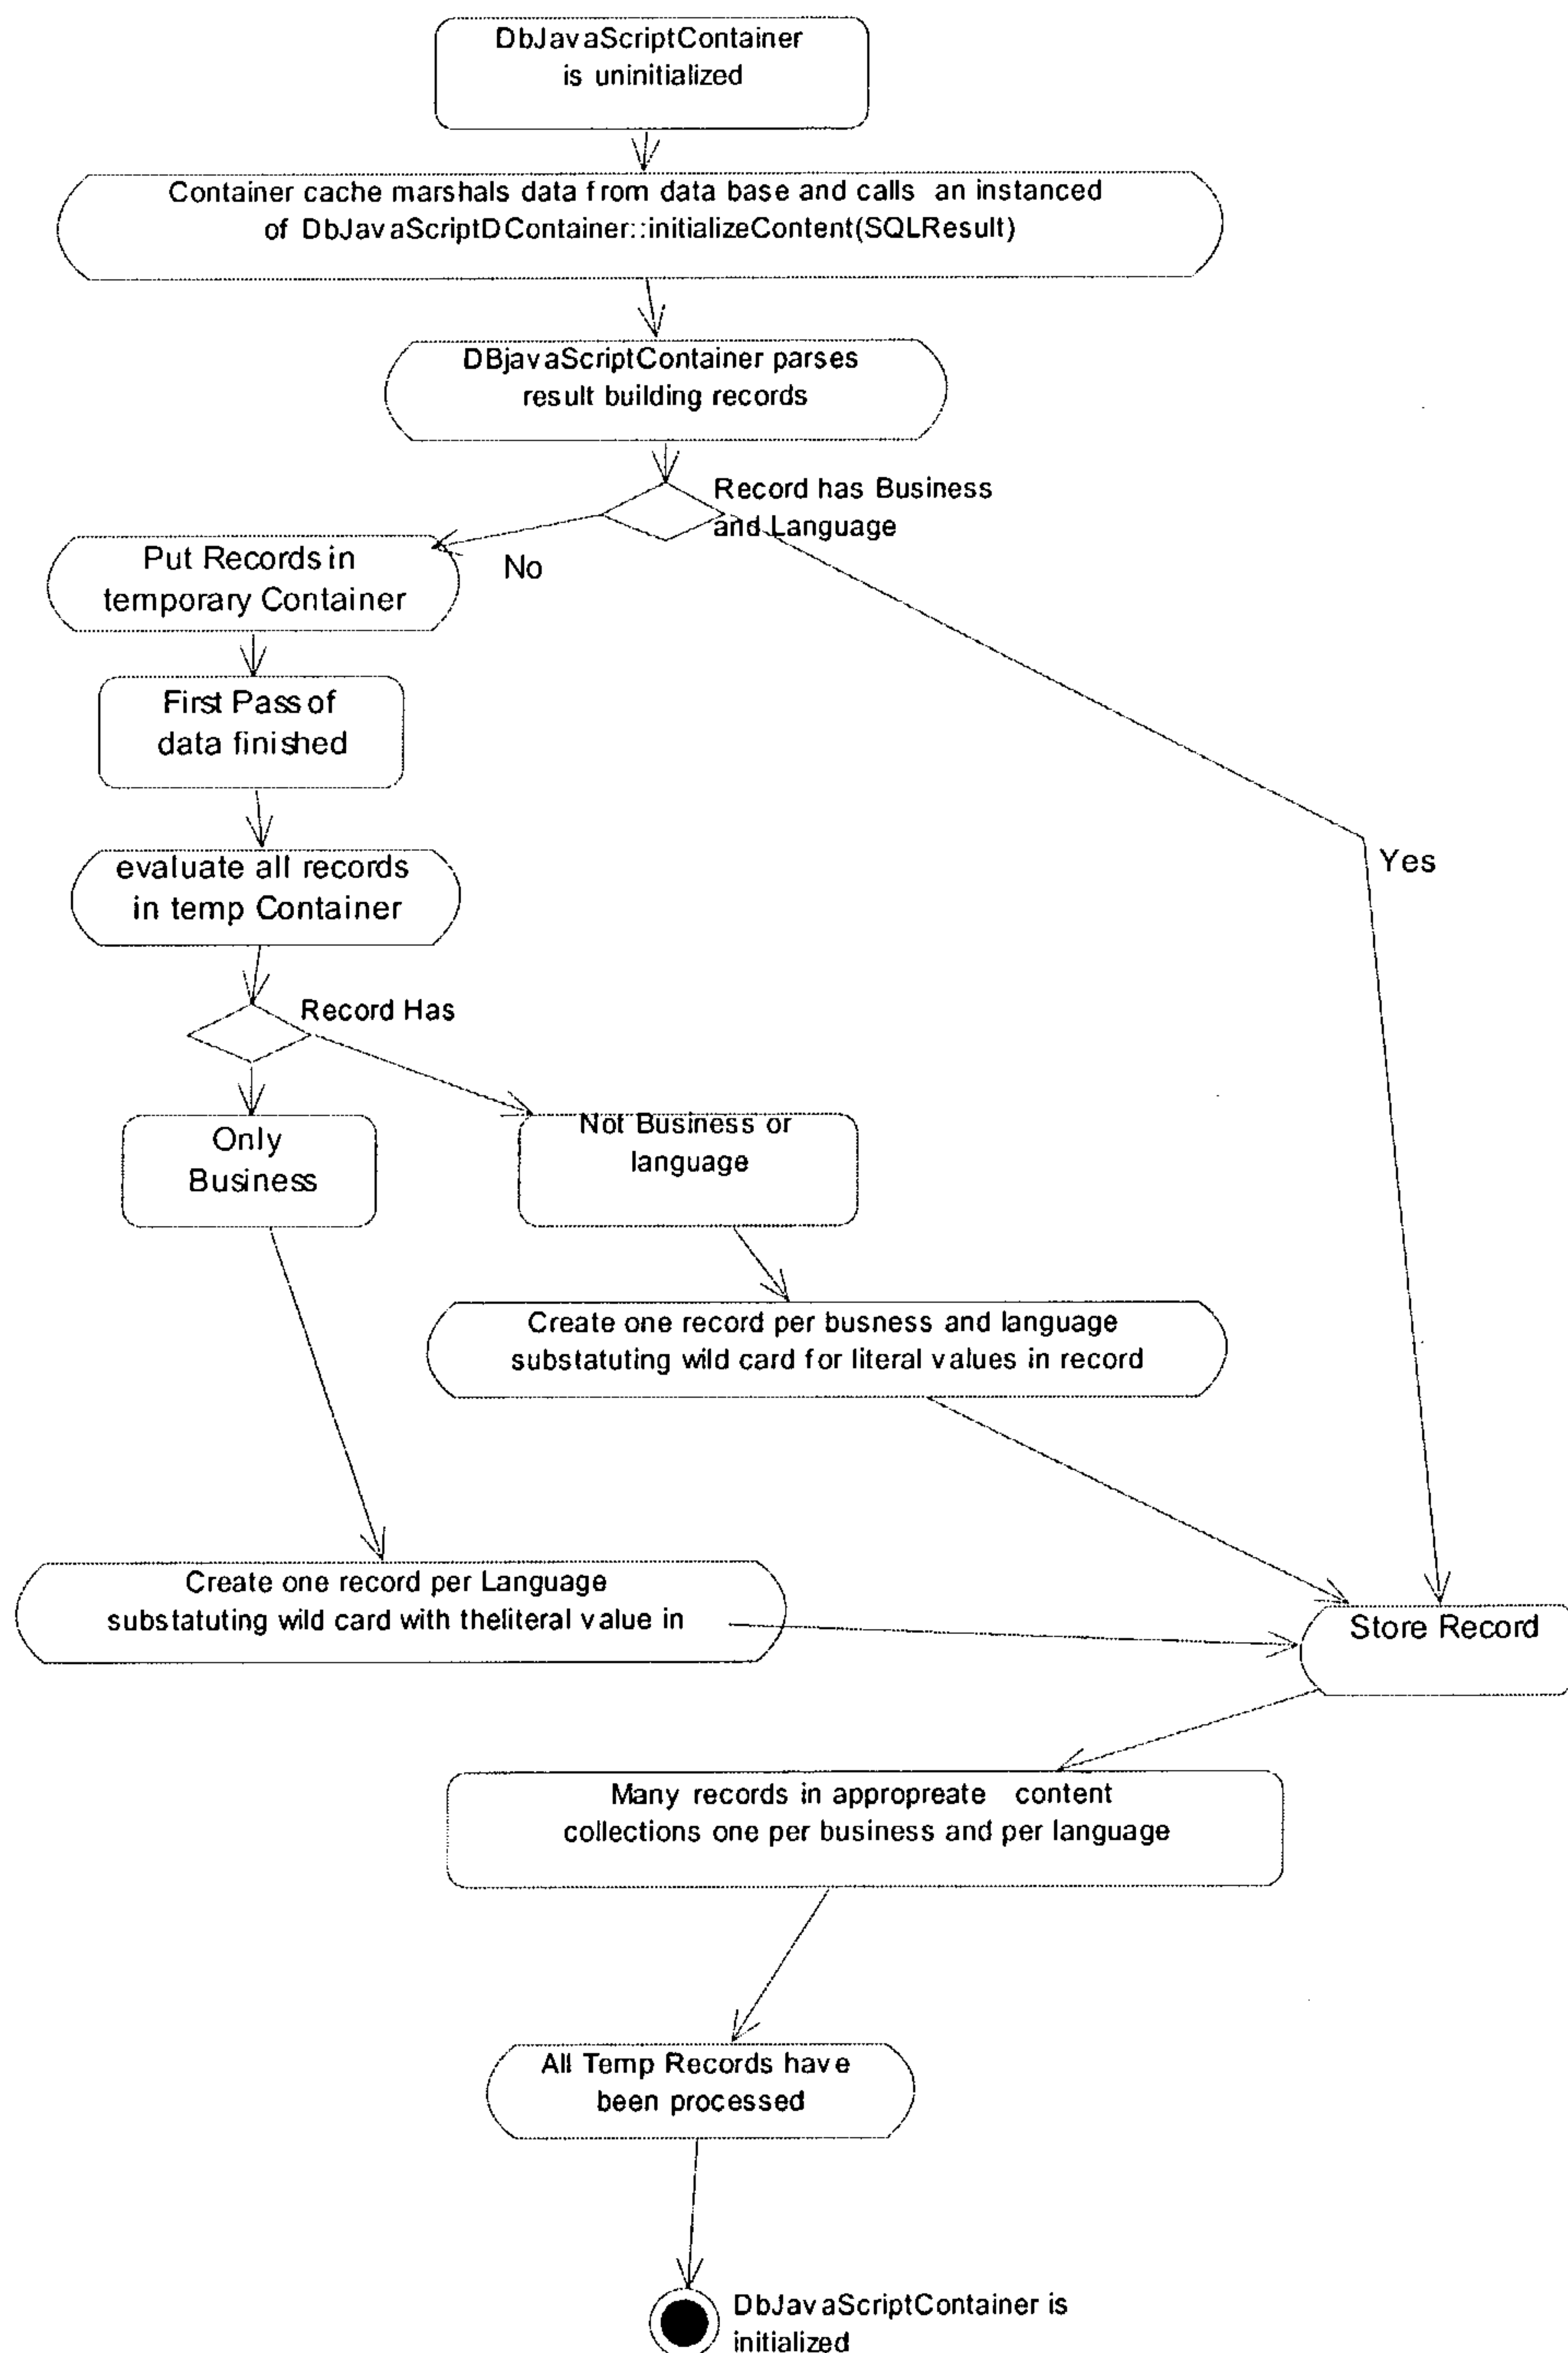 DbJavaScriptContainer
is uninitialized
Container cache marshals data from data base and calls an instanced
of DbJavaScriptDContainer::initializeContent(SQLResult)
DBjavaScriptContainer parses
result building records
Record has Business
and Language
No
Put Records in
temporary Container
First Pass of
data finished
Yes
evaluate all records
in temp Container
Record Has
Only
Business
Not Business or
language
Create one record per busness and language
substatuting wild card for literal values in record
Create one record per Language
substatuting wild card with theliteral value in
Store Record
Many records in appropreate content
collections one per business and per language
All Temp Records have
been processed
DbJavaScriptContainer is
initialized